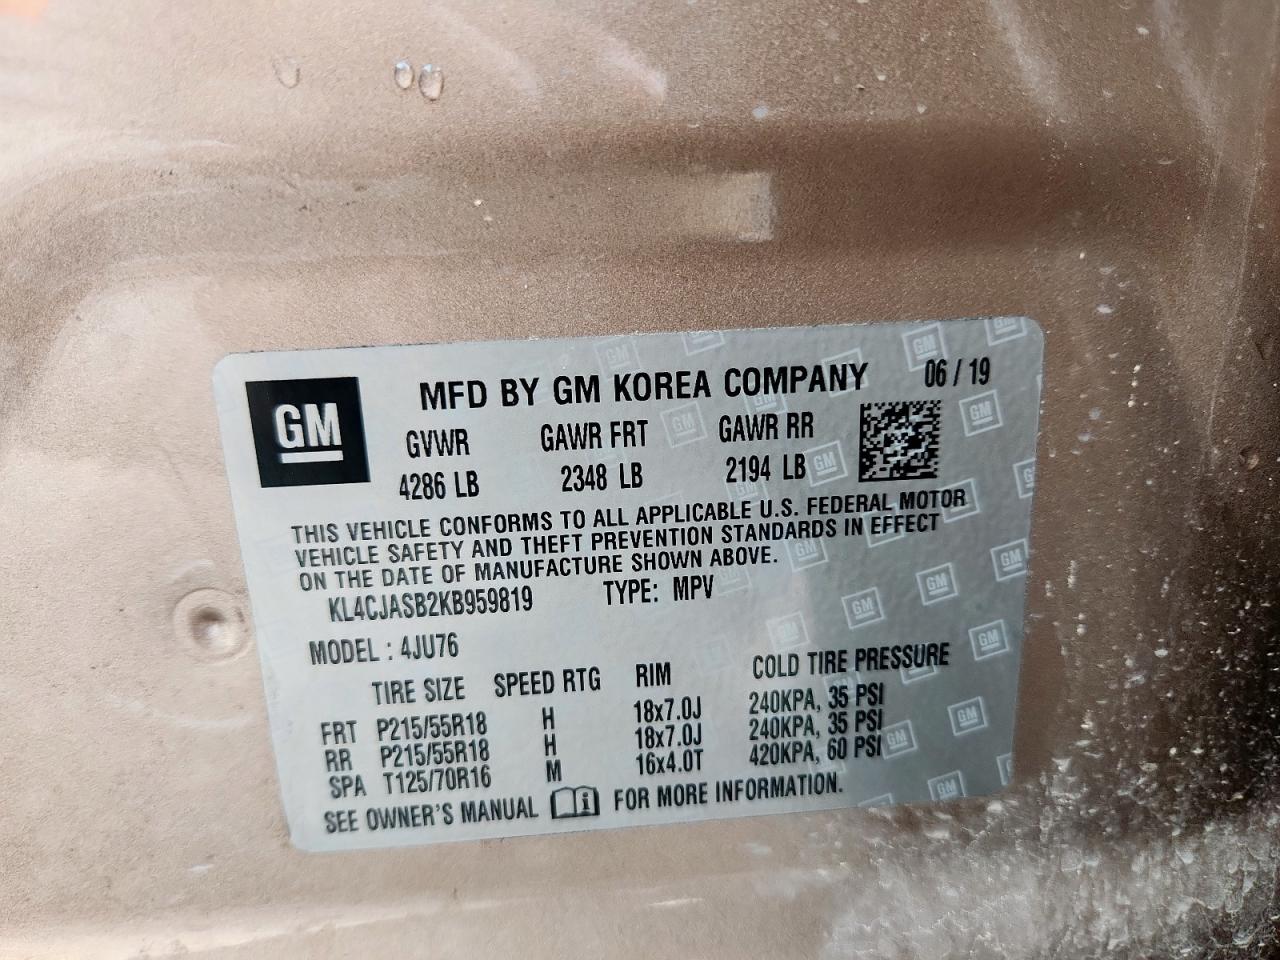 GM
MFD BY GM KOREA COMPANY 06 / 19
GVWR GAWR FRT GAWR RR
4286 LB 2348 LB 2194 LB
THIS VEHICLE CONFORMS TO ALL APPLICABLE U.S. FEDERAL MOTOR
VEHICLE SAFETY AND THEFT PREVENTION STANDARDS IN EFFECT
ON THE DATE OF MANUFACTURE SHOWN ABOVE.
KL4CJASB2KB959819 TYPE: MPV
MODEL : 4JU76
TIRE SIZE SPEED RTG RIM COLD TIRE PRESSURE
FRT P215/55R18 H 18x7.0J 240KPA, 35 PSI
RR P215/55R18 H 18x7.0J 240KPA, 35 PSI
SPA T125/70R16 M 16x4.0T 420KPA, 60 PSI
SEE OWNER'S MANUAL FOR MORE INFORMATION.